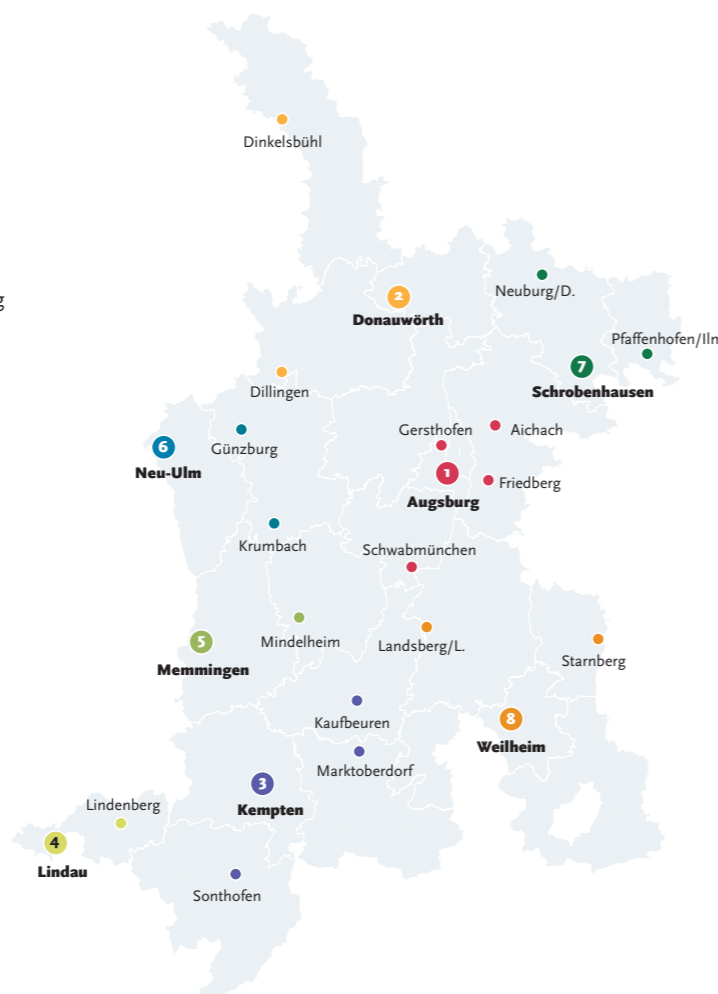 Dinkelsbühl
2
Donauwörth
Neuburg/D.
g
Pfaffenhofen/Ilm
7
Schrobenhausen
Dillingen
Gersthofen
Aichach
6
Günzburg
Neu-Ulm
1
Friedberg
Augsburg
Krumbach
Schwabmünchen
5
Mindelheim
Landsberg/L.
Starnberg
Memmingen
Kaufbeuren
8
Weilheim
Marktoberdorf
3
Kempten
Lindenberg
4
Lindau
Sonthofen